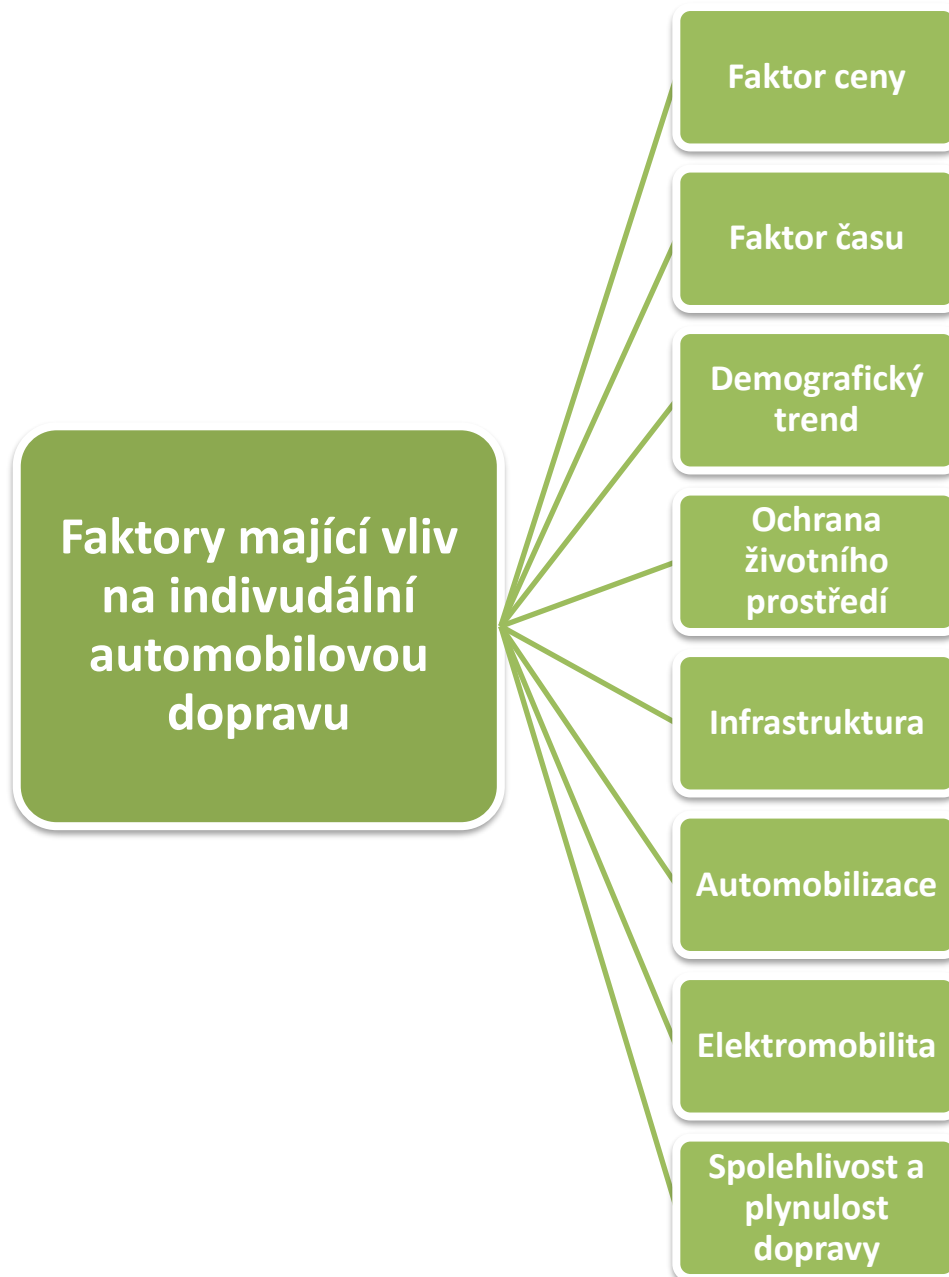 Faktor ceny
Faktor času
Demografický
trend
Ochrana
životního
prostředí
Faktory mající vliv
na indivudální
automobilovou
dopravu
Infrastruktura
Automobilizace
Elektromobilita
Spolehlivost a
plynulost
dopravy